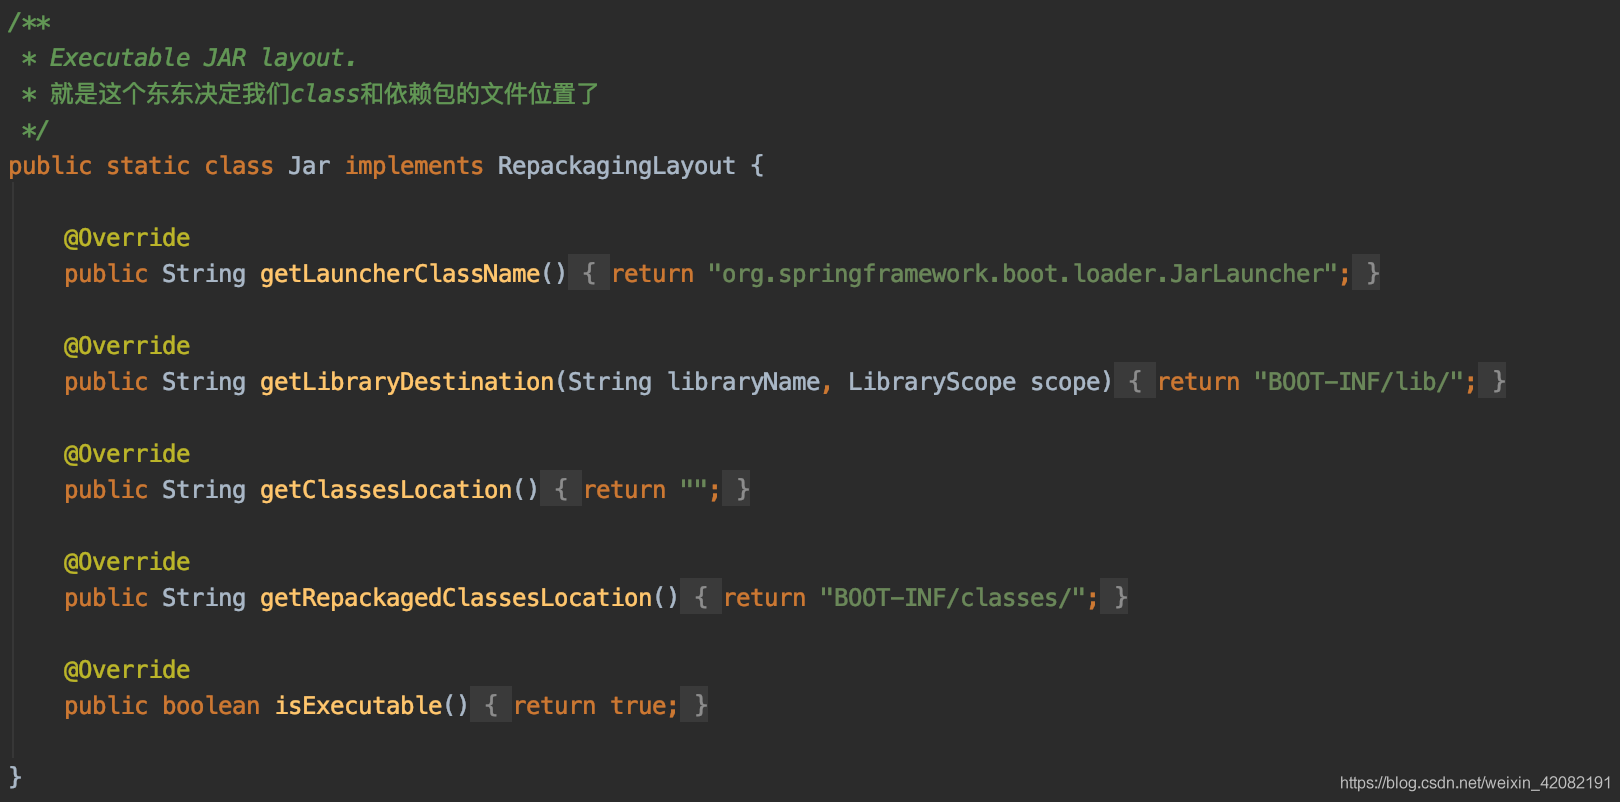 /**
 * Executable JAR layout.
 * 就是这个东东决定我们class和依赖包的文件位置了
 */
public static class Jar implements RepackagingLayout {
    @Override
    public String getLauncherClassName() { return "org.springframework.boot.loader.JarLauncher"; }
    @Override
    public String getLibraryDestination(String libraryName, LibraryScope scope) { return "BOOT-INF/lib/"; }
    @Override
    public String getClassesLocation() { return ""; }
    @Override
    public String getRepackagedClassesLocation() { return "BOOT-INF/classes/"; }
    @Override
    public boolean isExecutable() { return true; }
}
https://blog.csdn.net/weixin_42082191